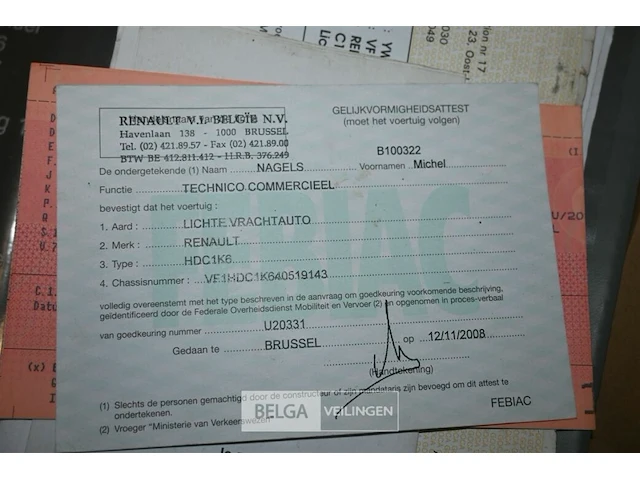 RENAULT V.I. BELGIË N.V.
Havenlaan 138 - 1000 BRUSSEL
Tel. (02) 421.89.57 - Fax (02) 421.89.00
BTW BE 412.811.412 - H.R.B. 376.249
GELIJKVORMIGHEIDSATTEST
(moet het voertuig volgen)
B100322
De ondergetekende (1) Naam NAGELS Voornamen Michel
Functie TECHNICO COMMERCIEEL
bevestigt dat het voertuig :
1. Aard : LICHTE VRACHTAUTO
2. Merk : RENAULT
3. Type : HDC1K6
4. Chassisnummer : VF1HDC1K640519143
volledig overeenstemt met het type beschreven in de aanvraag om goedkeuring voorkomende beschrijving,
geïdentificeerd door de Federale Overheidsdienst Mobiliteit en Vervoer (2) en opgenomen in proces-verbaal
van goedkeuring nummer U20331
Gedaan te BRUSSEL op 12/11/2008
(Handtekening)
(1) Slechts de personen gemachtigd door de constructeur of zijn mandataris zijn bevoegd om dit attest te
ondertekenen.
(2) Vroeger "Ministerie van Verkeerswezen"
FEBIAC
FEBIAC
BELGA VEILINGEN